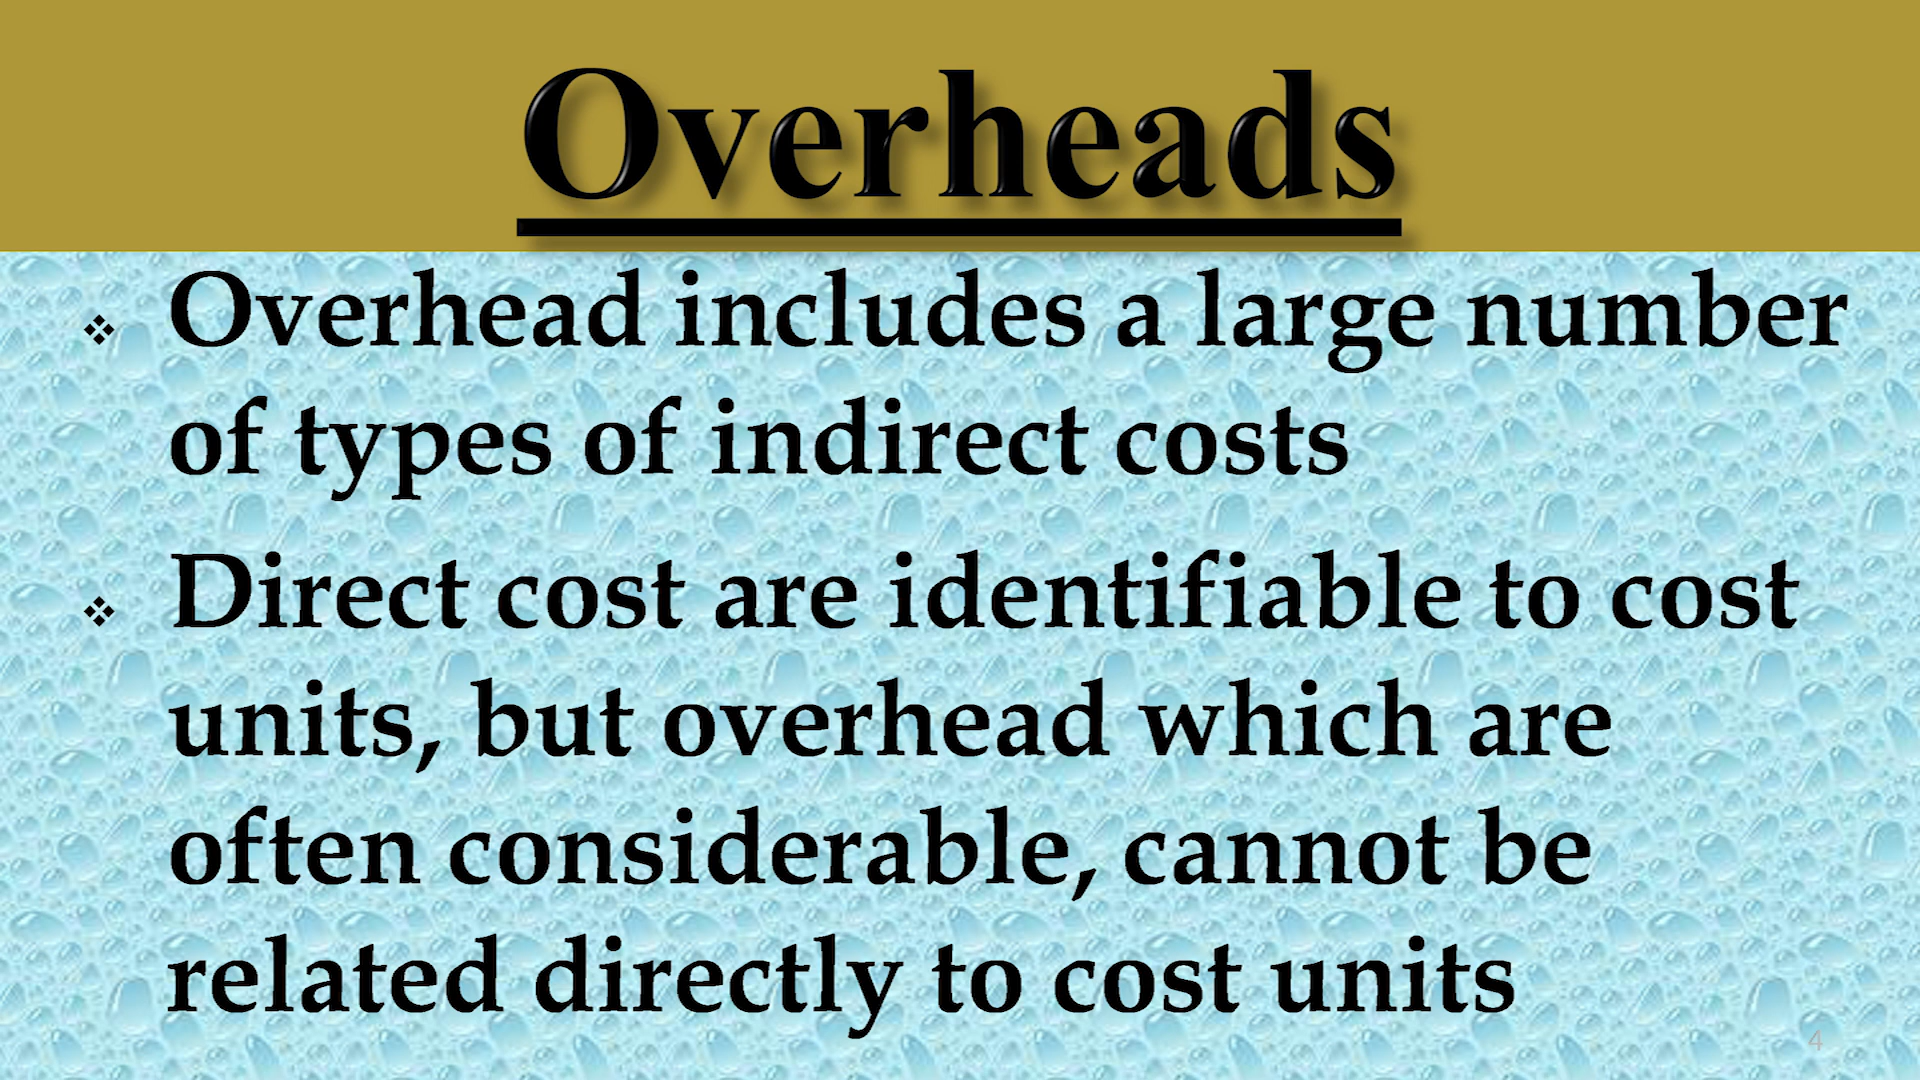 Overheads
❖ Overhead includes a large number
of types of indirect costs
❖ Direct cost are identifiable to cost
units, but overhead which are
often considerable, cannot be
related directly to cost units
4